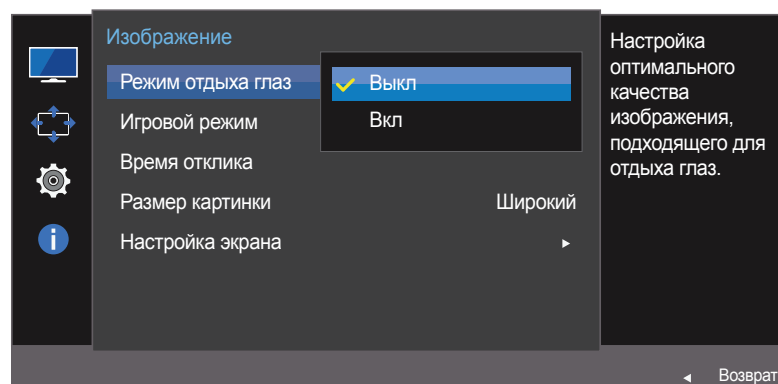 Изображение
Режим отдыха глаз
Выкл
Игровой режим
Вкл
Время отклика
Размер картинки Широкий
Настройка экрана
Настройка
оптимального
качества
изображения,
подходящего для
отдыха глаз.
Возврат